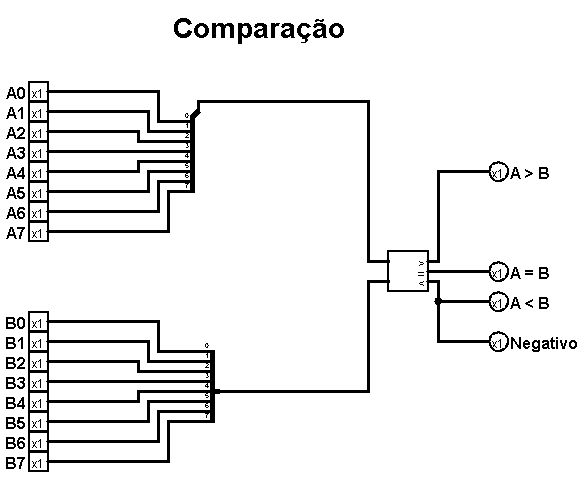 Comparação
A0 x1
A1 x1
A2 x1
A3 x1
A4 x1
A5 x1
A6 x1
A7 x1
0
1
2
3
4
5
6
7
x1 A > B
x1 A = B
x1 A < B
x1 Negativo
B0 x1
B1 x1
B2 x1
B3 x1
B4 x1
B5 x1
B6 x1
B7 x1
0
1
2
3
4
5
6
7